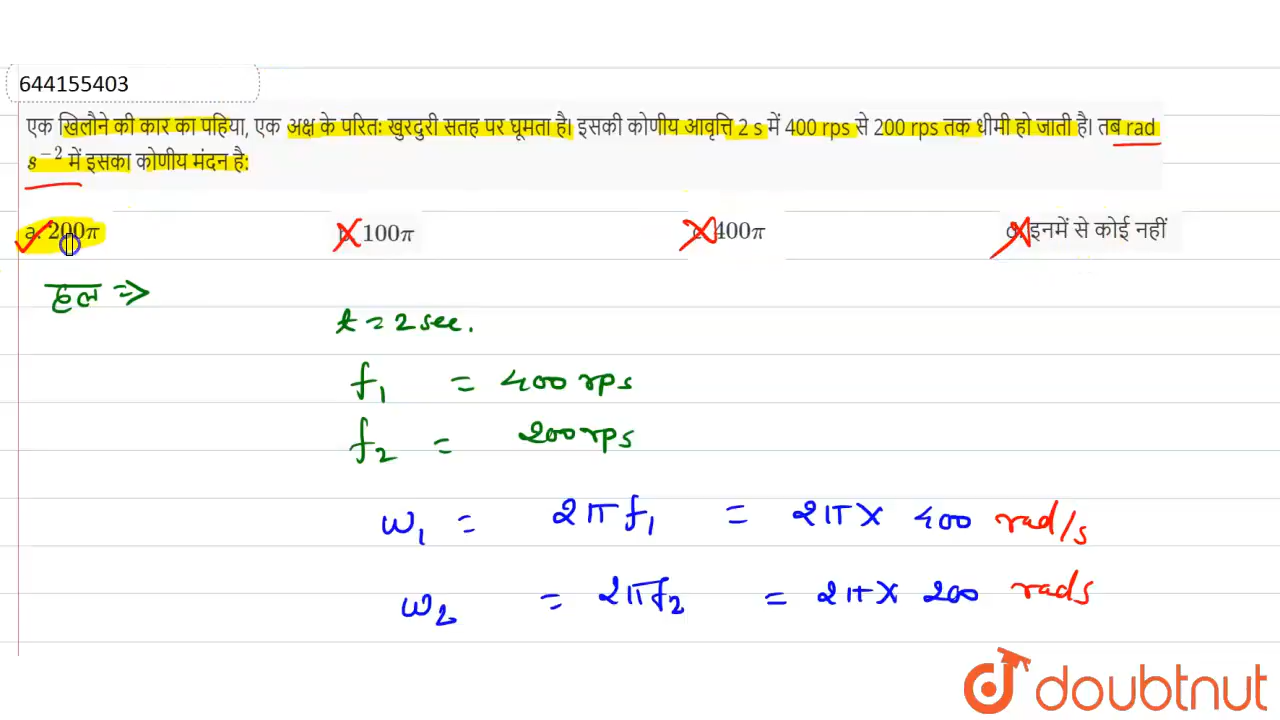 644155403
एक खिलौने की कार का पहिया, एक अक्ष के परितः खुरदुरी सतह पर घूमता है। इसकी कोणीय आवृत्ति 2 s में 400 rps से 200 rps तक धीमी हो जाती है। तब rad
s⁻² में इसका कोणीय मंदन है:
a. 200π 100π 400π इनमें से कोई नहीं
हल ⇒
t = 2 sec.
f₁ = 400 rps
f₂ = 200 rps
ω₁ = 2πf₁ = 2π× 400 rad/s
ω₂ = 2πf₂ = 2π× 200 rads
doubtnut